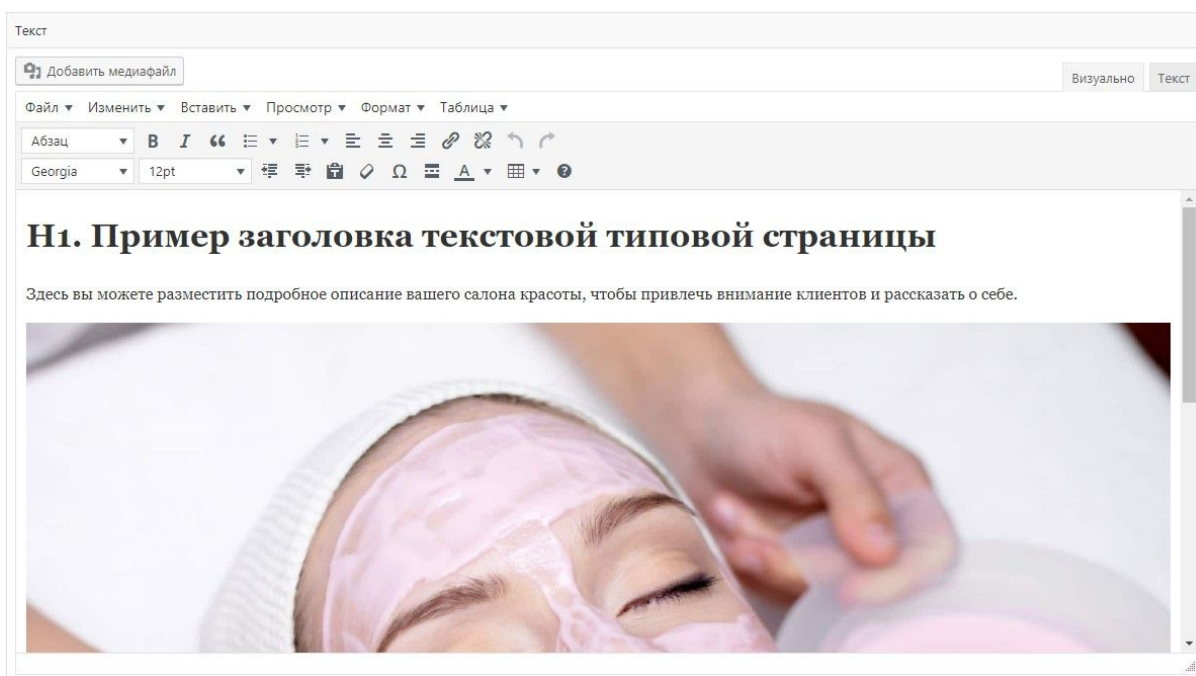 Текст
Добавить медиафайл
Визуально Текст
Файл Изменить Вставить Просмотр Формат Таблица
Абзац B I
Georgia 12pt Ω A
H1. Пример заголовка текстовой типовой страницы
Здесь вы можете разместить подробное описание вашего салона красоты, чтобы привлечь внимание клиентов и рассказать о себе.